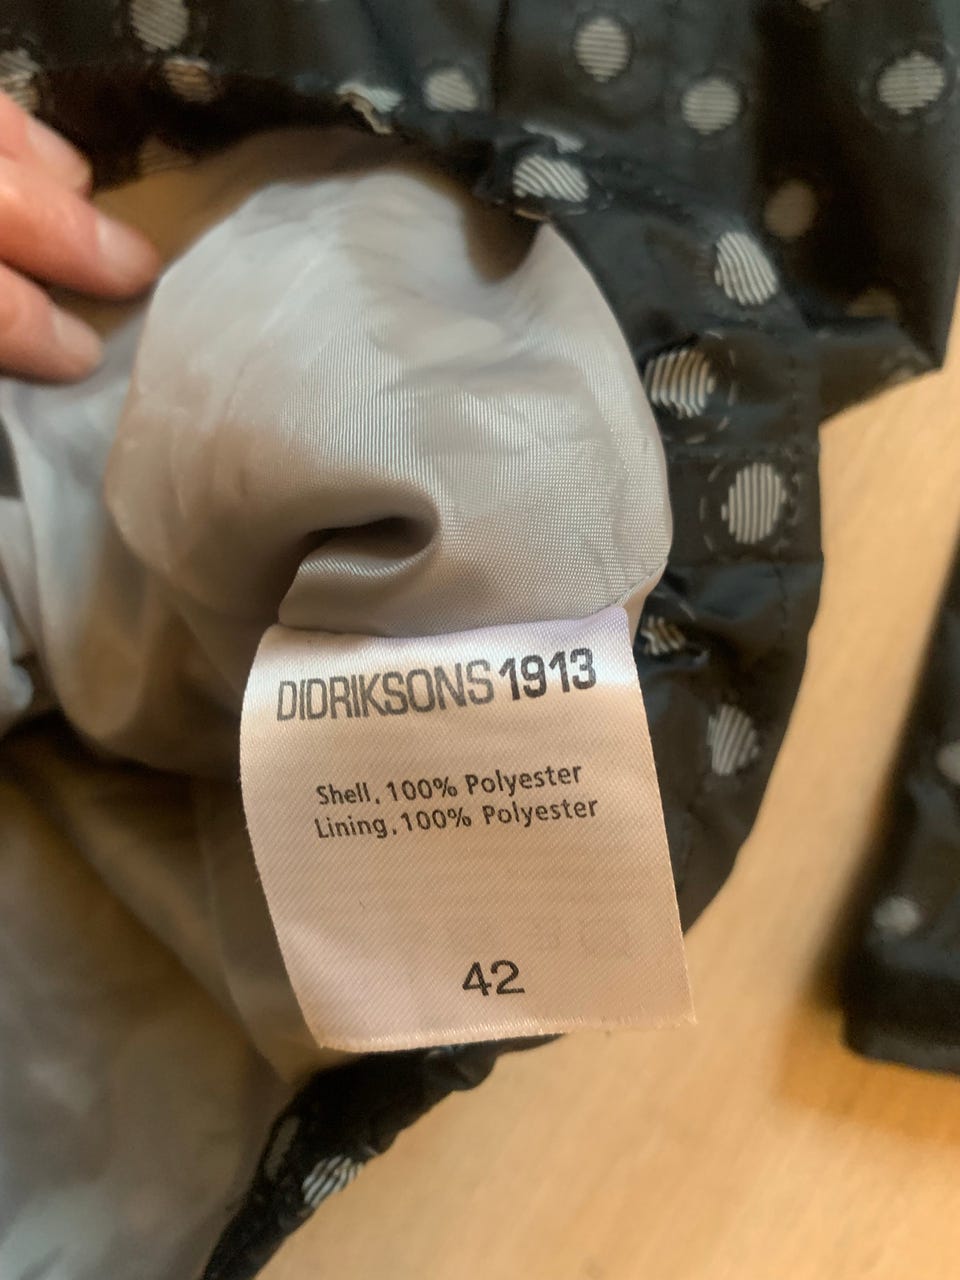 DIDRIKSONS 1913
Shell, 100% Polyester
Lining, 100% Polyester
42